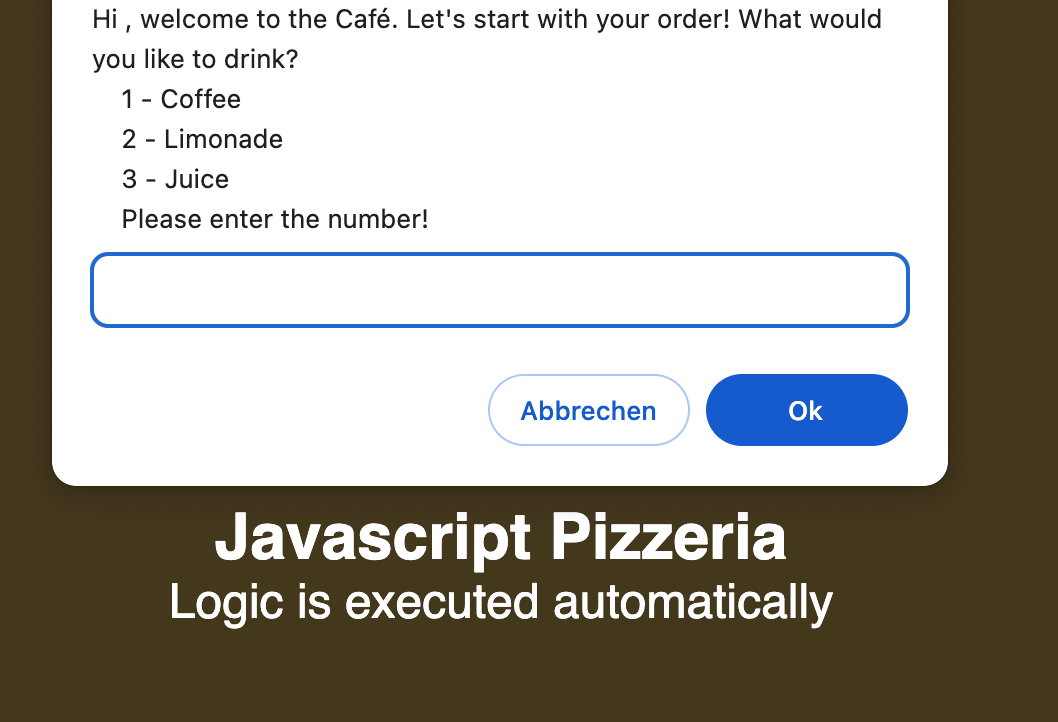 Hi , welcome to the Café. Let's start with your order! What would
you like to drink?
1 - Coffee
2 - Limonade
3 - Juice
Please enter the number!
Abbrechen
Ok
Javascript Pizzeria
Logic is executed automatically